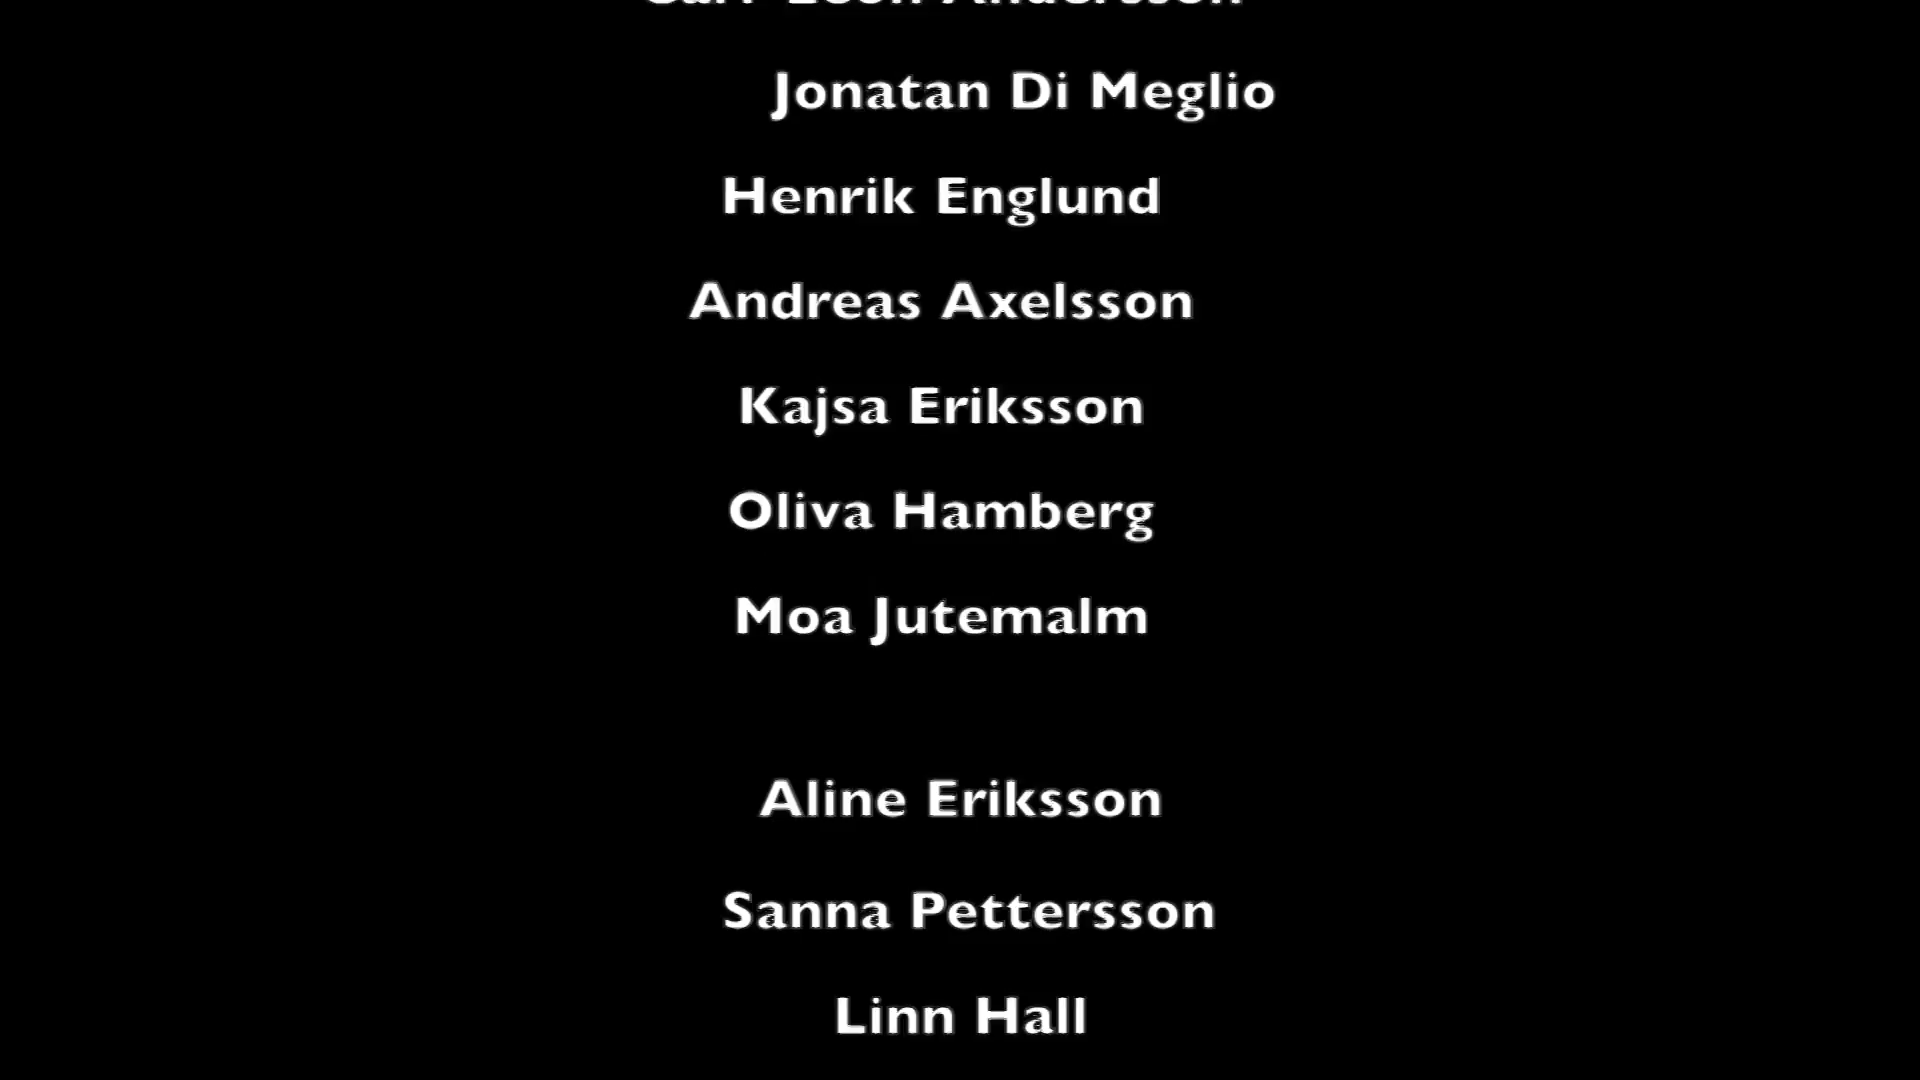 Jonatan Di Meglio
Henrik Englund
Andreas Axelsson
Kajsa Eriksson
Oliva Hamberg
Moa Jutemalm
Aline Eriksson
Sanna Pettersson
Linn Hall